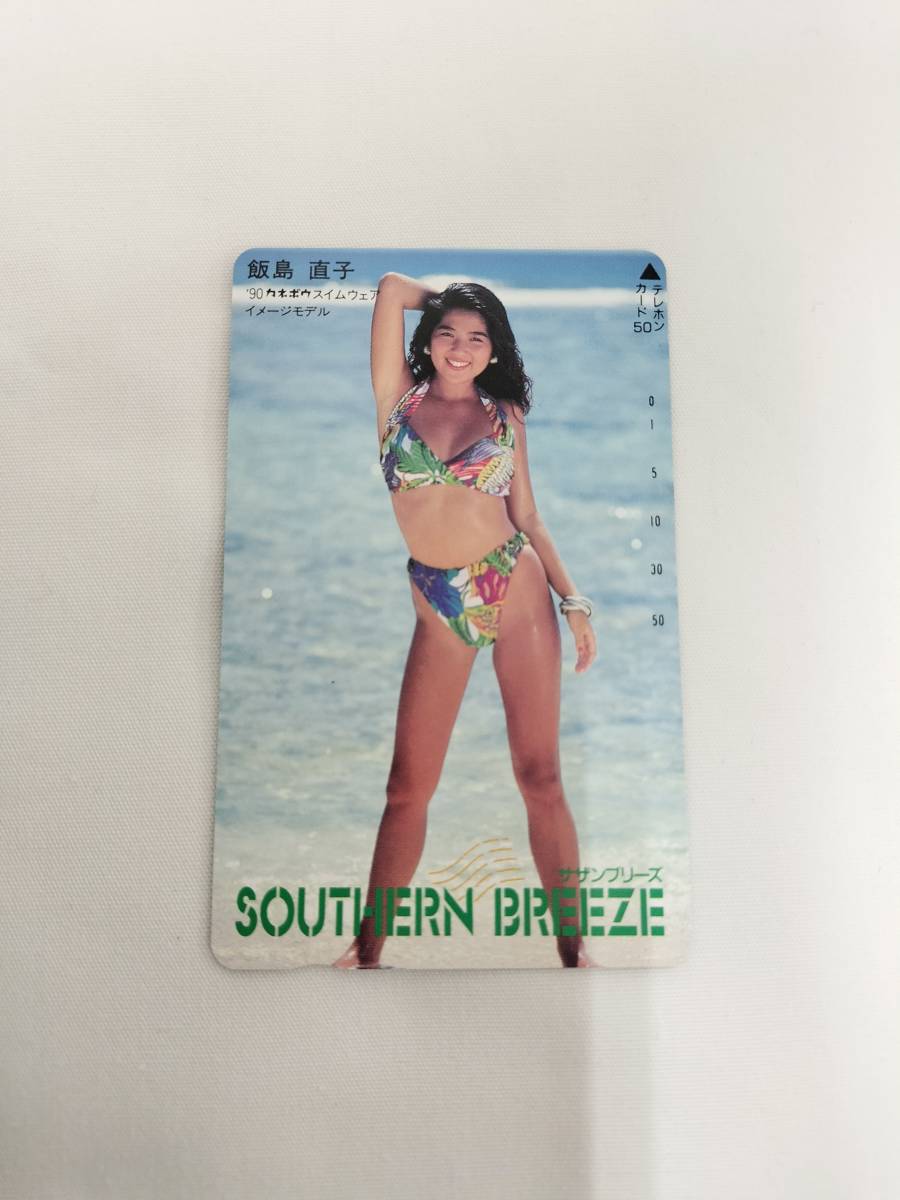 飯島 直子
'90 カネボウスイムウェア
イメージモデル
テレホン
カード50
0
1
5
10
30
50
サザンブリーズ
SOUTHERN BREEZE